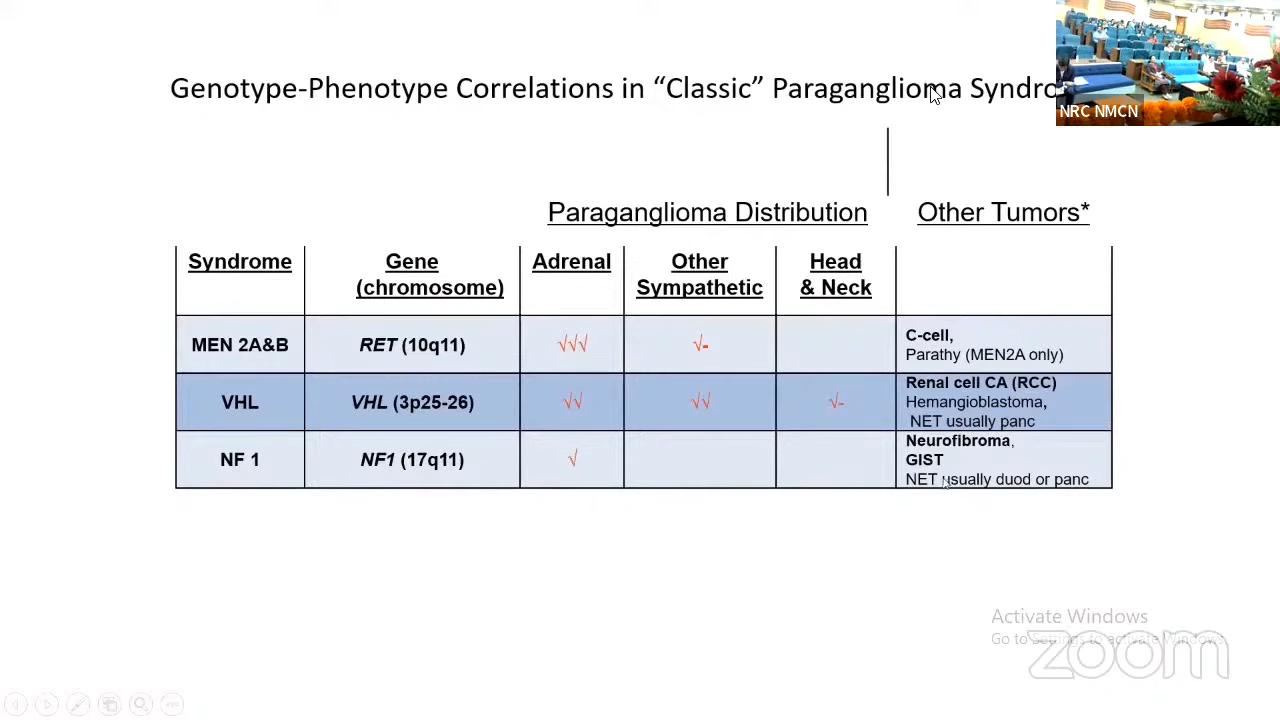 Genotype-Phenotype Correlations in “Classic” Paraganglioma Syndro
NRC NMCN
Paraganglioma Distribution Other Tumors*
Syndrome Gene (chromosome) Adrenal Other Sympathetic Head & Neck
MEN 2A&B RET (10q11) √√√ √- C-cell,
Parathy (MEN2A only)
VHL VHL (3p25-26) √√ √√ √- Renal cell CA (RCC)
Hemangioblastoma,
NET usually panc
NF 1 NF1 (17q11) √ Neurofibroma,
GIST
NET usually duod or panc
Activate Windows
Go to Settings to activate Windows.
zoom